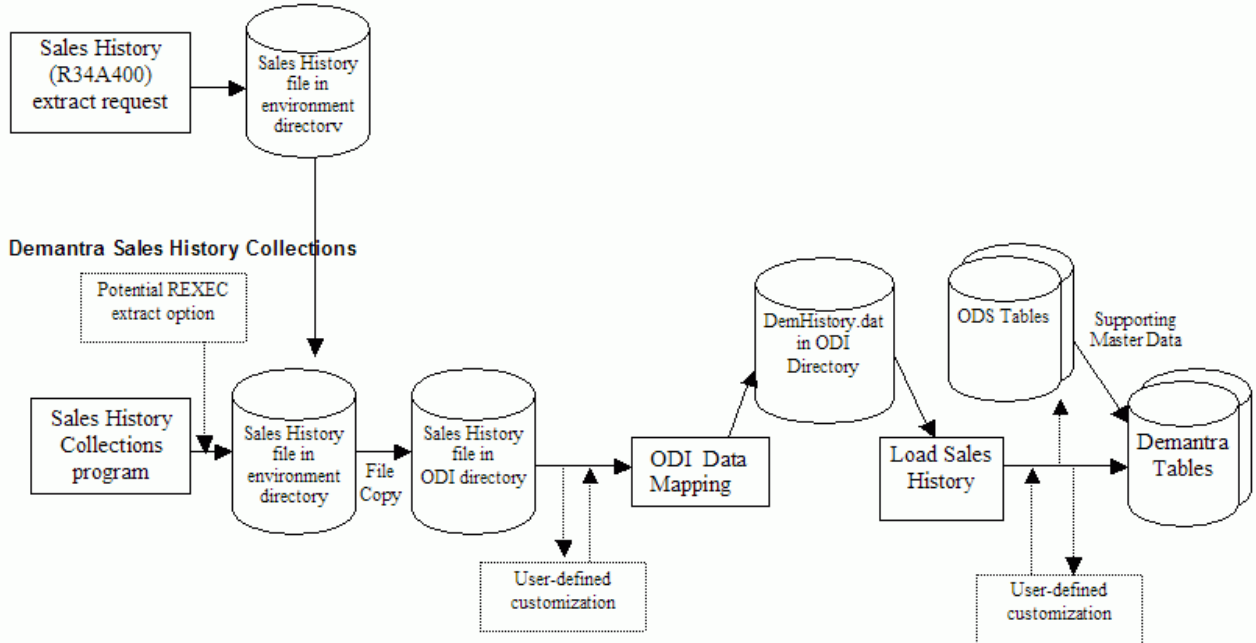 Sales History
(R34A400)
extract request
Sales History
file in
environment
directory
Demantra Sales History Collections
Potential REXEC
extract option
Sales History
Collections
program
Sales History
file in
environment
directory
File
Copy
Sales History
file in
ODI directory
User-defined
customization
ODI Data
Mapping
DemHistory.dat
in ODI
Directory
Load Sales
History
ODS Tables
Supporting
Master Data
Demantra
Tables
User-defined
customization